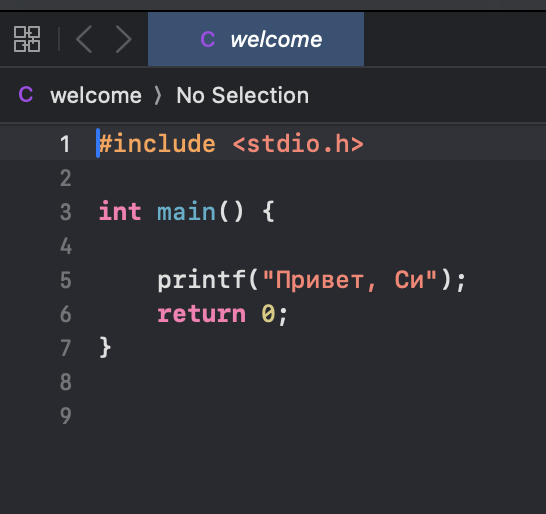 C welcome
C welcome 〉 No Selection
1 #include <stdio.h>
2
3 int main() {
4
5     printf("Привет, Си");
6     return 0;
7 }
8
9